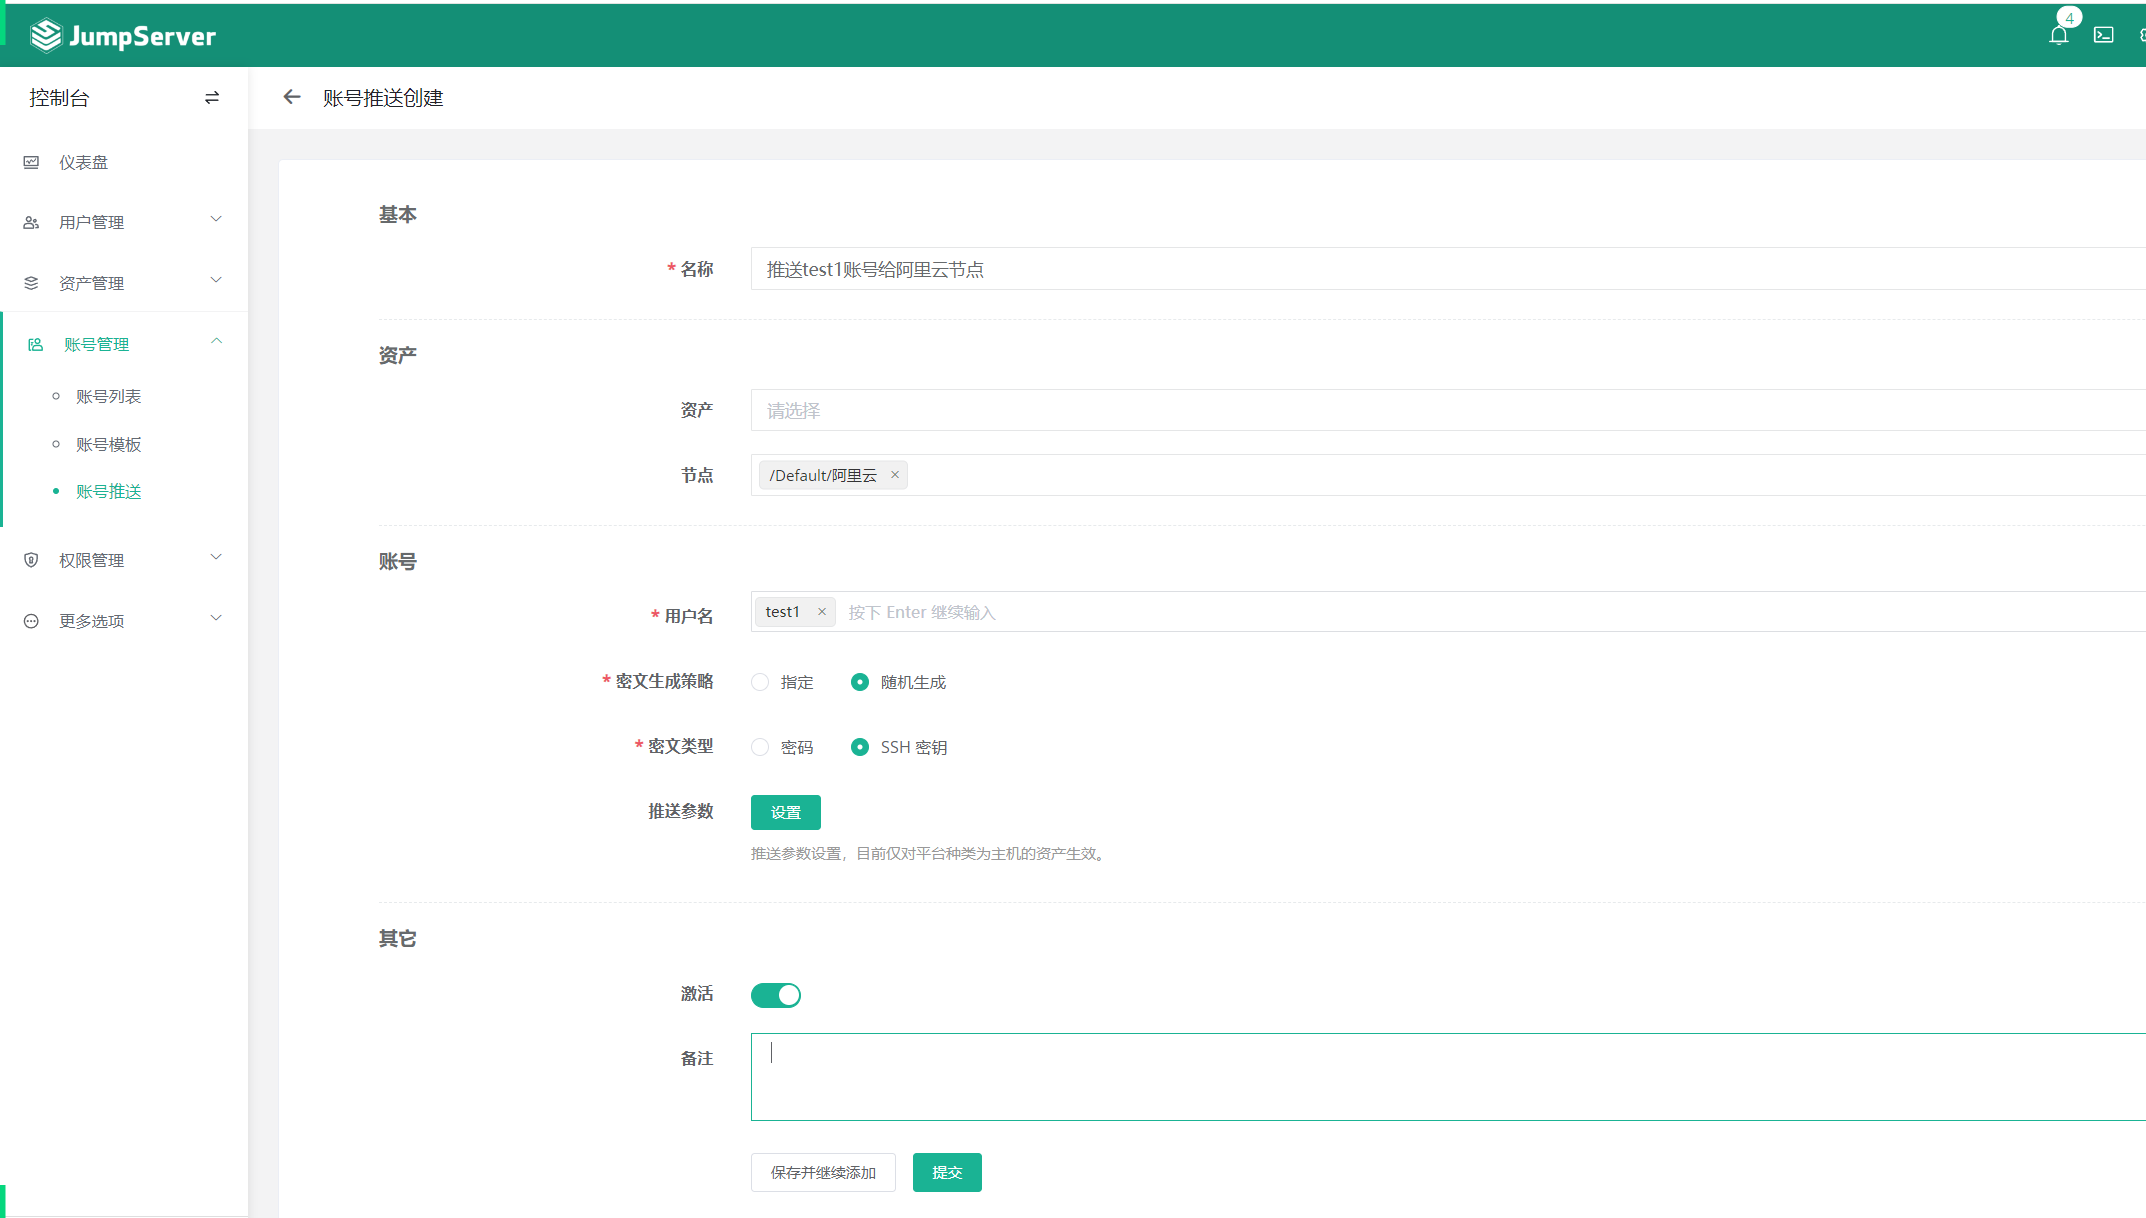 JumpServer
4
控制台
账号推送创建
仪表盘
用户管理
资产管理
账号管理
账号列表
账号模板
账号推送
权限管理
更多选项
基本
* 名称
推送test1账号给阿里云节点
资产
资产
请选择
节点
/Default/阿里云 ×
账号
* 用户名
test1 × 按下 Enter 继续输入
* 密文生成策略
指定 随机生成
* 密文类型
密码 SSH 密钥
推送参数
设置
推送参数设置，目前仅对平台种类为主机的资产生效。
其它
激活
备注
保存并继续添加 提交